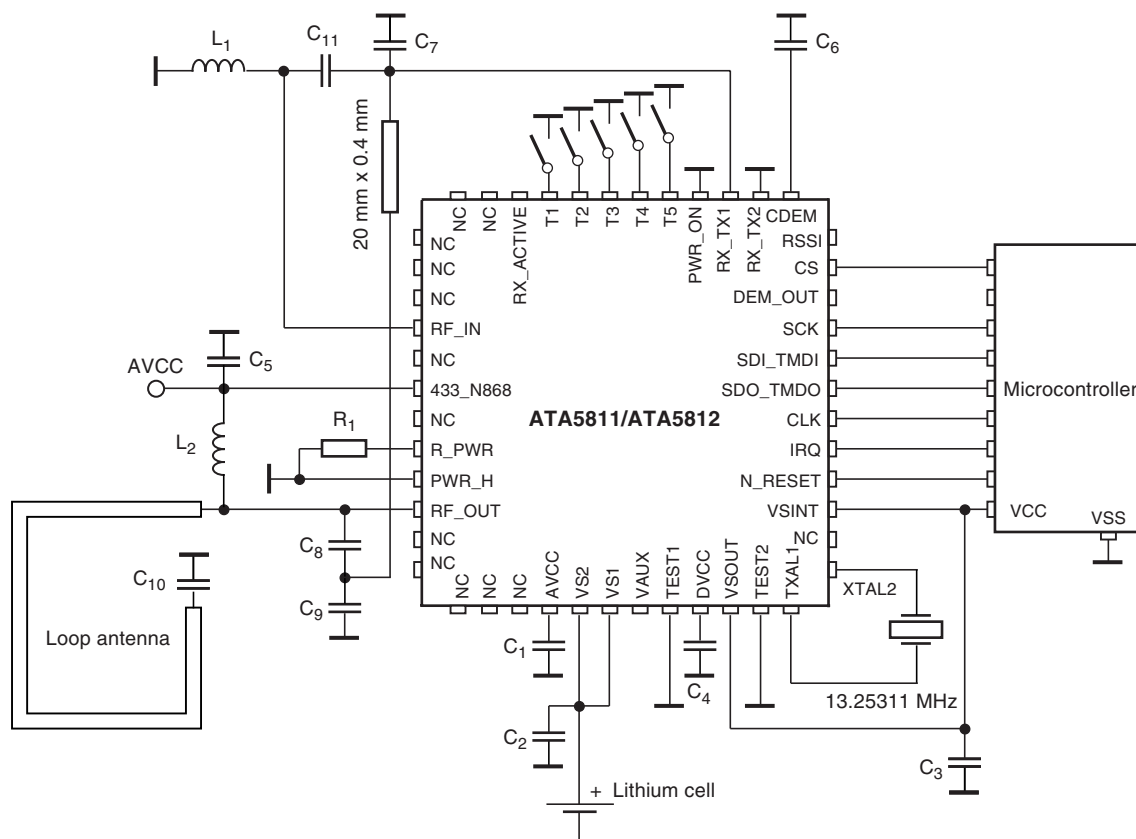 L1
C11
C7
C6
20 mm x 0.4 mm
NC
NC
RX_ACTIVE
T1
T2
T3
T4
T5
PWR_ON
RX_TX1
RX_TX2
CDEM
NC
NC
NC
RF_IN
NC
433_N868
NC
R_PWR
PWR_H
RF_OUT
NC
NC
RSSI
CS
DEM_OUT
SCK
SDI_TMDI
SDO_TMDO
CLK
IRQ
N_RESET
VSINT
NC
XTAL2
ATA5811/ATA5812
Microcontroller
VCC
VSS
AVCC
C5
L2
R1
C8
C9
C10
Loop antenna
NC
NC
NC
AVCC
VS2
VS1
VAUX
TEST1
DVCC
VSOUT
TEST2
TXAL1
C1
C4
13.25311 MHz
C2
C3
+ Lithium cell